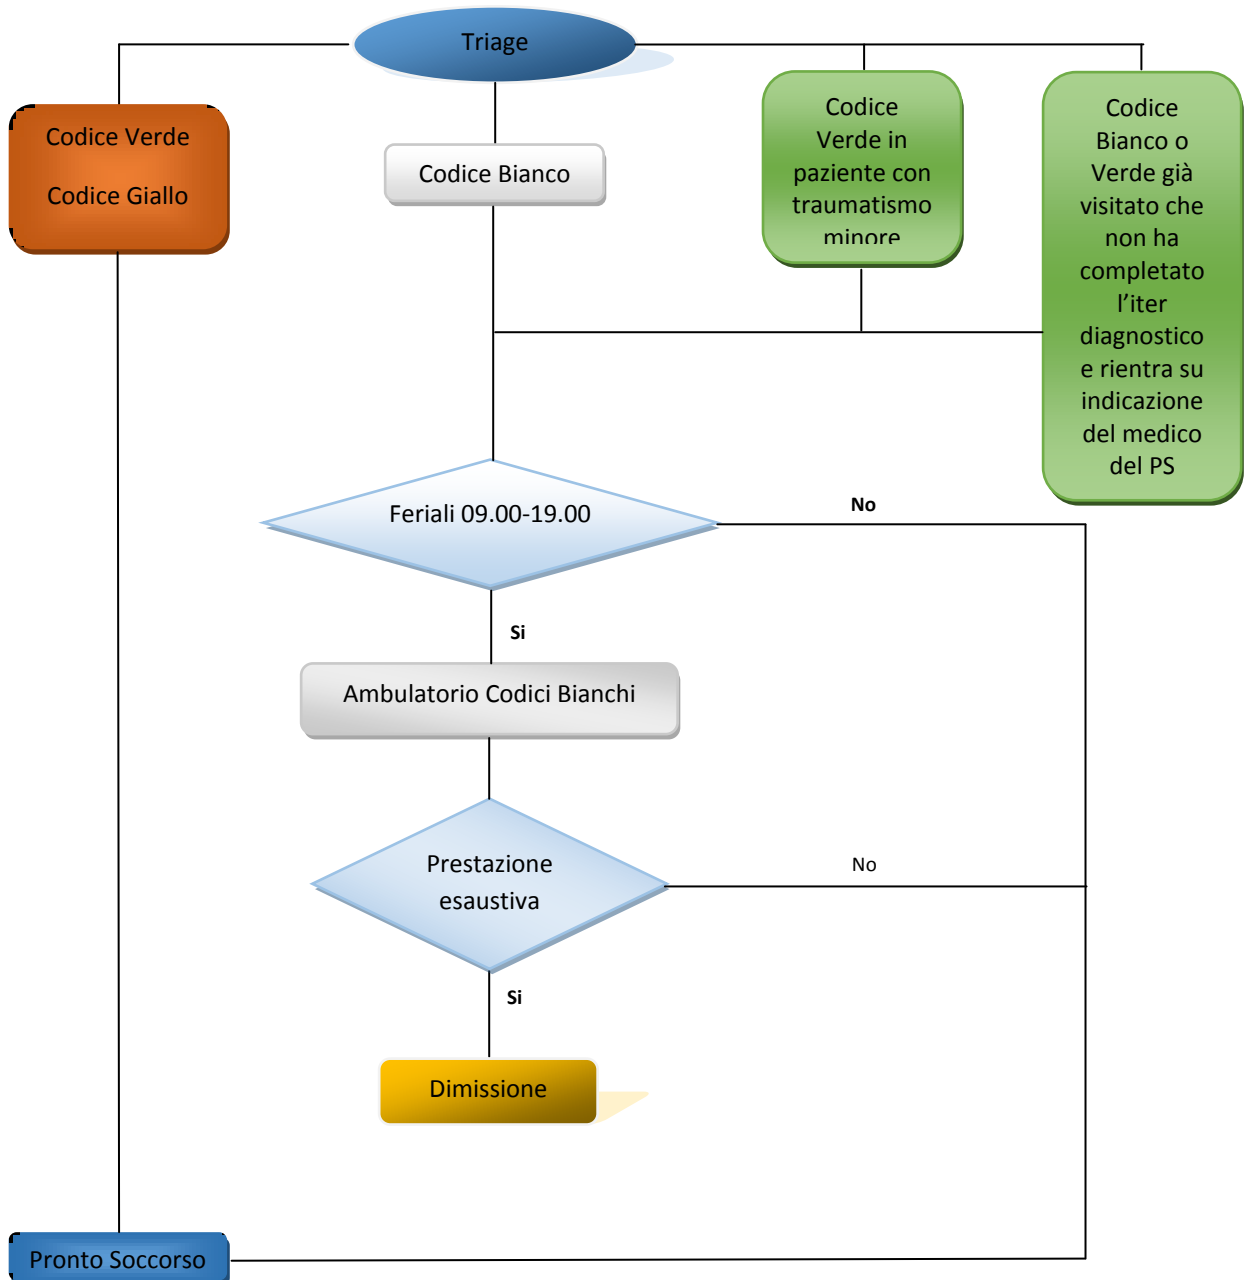 Triage
Codice Verde
Codice Giallo
Codice Bianco
Codice
Verde in
paziente con
traumatismo
minore
Codice
Bianco o
Verde già
visitato che
non ha
completato
l’iter
diagnostico
e rientra su
indicazione
del medico
del PS
Feriali 09.00-19.00
No
Si
Ambulatorio Codici Bianchi
Prestazione
esaustiva
No
Si
Dimissione
Pronto Soccorso